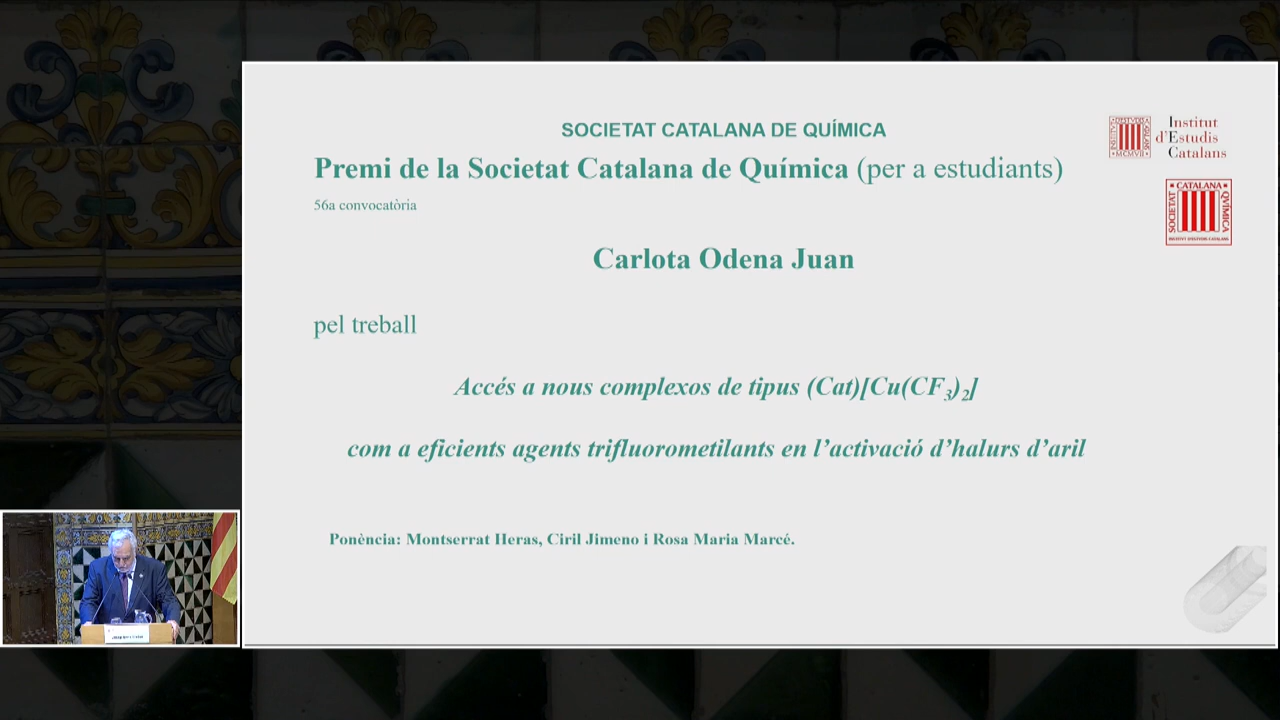 SOCIETAT CATALANA DE QUÍMICA
Premi de la Societat Catalana de Química (per a estudiants)
56a convocatòria
Carlota Odena Juan
pel treball
Accés a nous complexos de tipus (Cat)[Cu(CF₃)₂]
com a eficients agents trifluorometilants en l’activació d’halurs d’aril
Ponència: Montserrat Heras, Ciril Jimeno i Rosa Maria Marcé.
Institut
d’Estudis
Catalans
SOCIETAT
CATALANA
QVIMICA